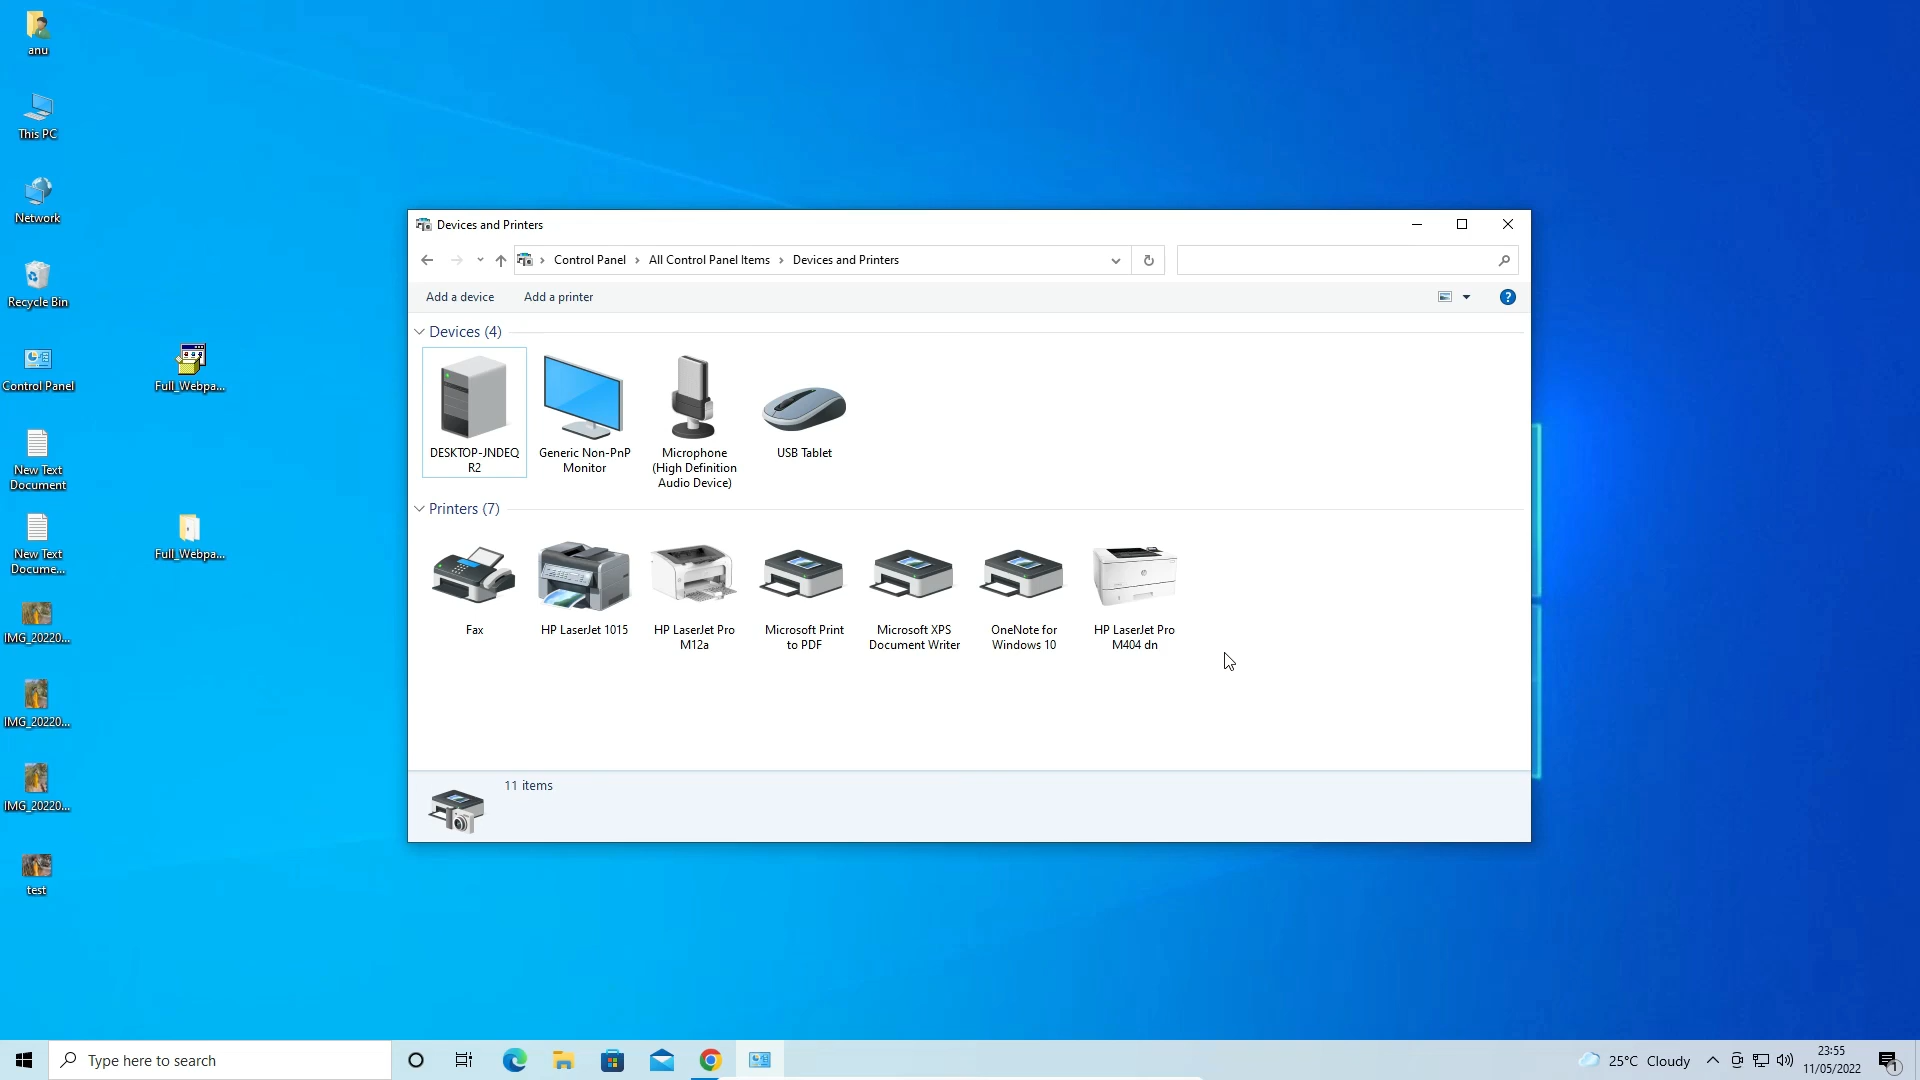 anu
This PC
Network
Recycle Bin
Control Panel
Full_Webpa...
New Text
Document
New Text
Docume...
Full_Webpa...
IMG_20220...
IMG_20220...
IMG_20220...
test
Devices and Printers
Control Panel > All Control Panel Items > Devices and Printers
Add a device Add a printer
?
Devices (4)
DESKTOP-JNDEQ
R2
Generic Non-PnP
Monitor
Microphone
(High Definition
Audio Device)
USB Tablet
Printers (7)
Fax
HP LaserJet 1015
HP LaserJet Pro
M12a
Microsoft Print
to PDF
Microsoft XPS
Document Writer
OneNote for
Windows 10
HP LaserJet Pro
M404 dn
11 items
Type here to search
25°C Cloudy
23:55
11/05/2022
1